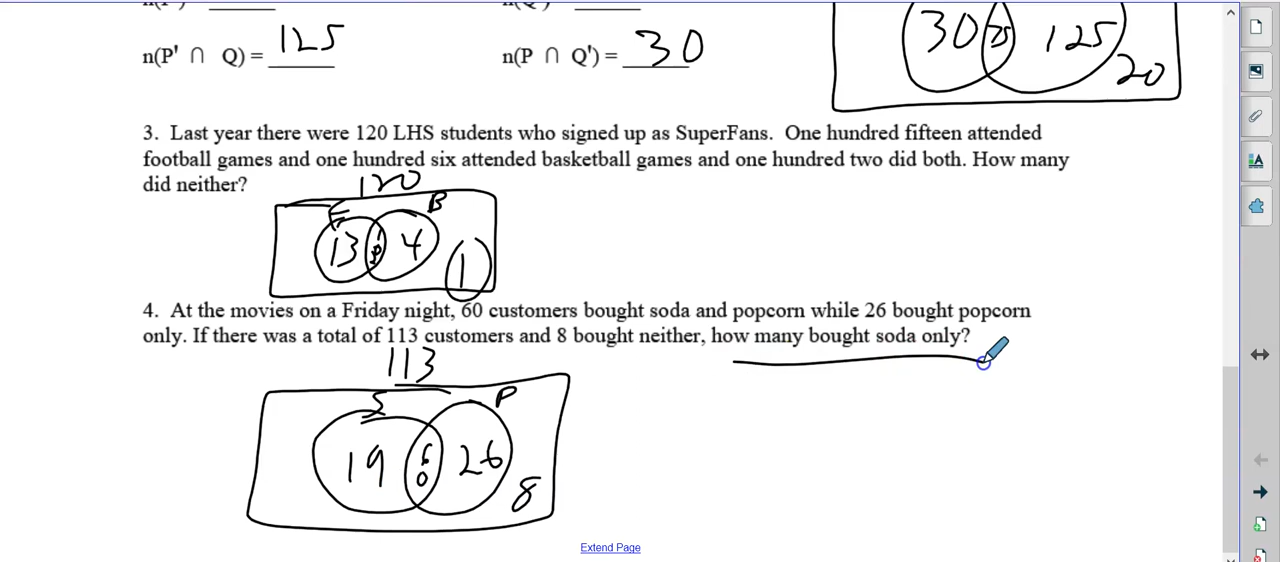 30 25 125
n(P' ∩ Q) = 125 n(P ∩ Q') = 30
20
3. Last year there were 120 LHS students who signed up as SuperFans. One hundred fifteen attended
football games and one hundred six attended basketball games and one hundred two did both. How many
did neither?
120
F B
13 4 1
4. At the movies on a Friday night, 60 customers bought soda and popcorn while 26 bought popcorn
only. If there was a total of 113 customers and 8 bought neither, how many bought soda only?
113
S P
19 60 26
8
Extend Page